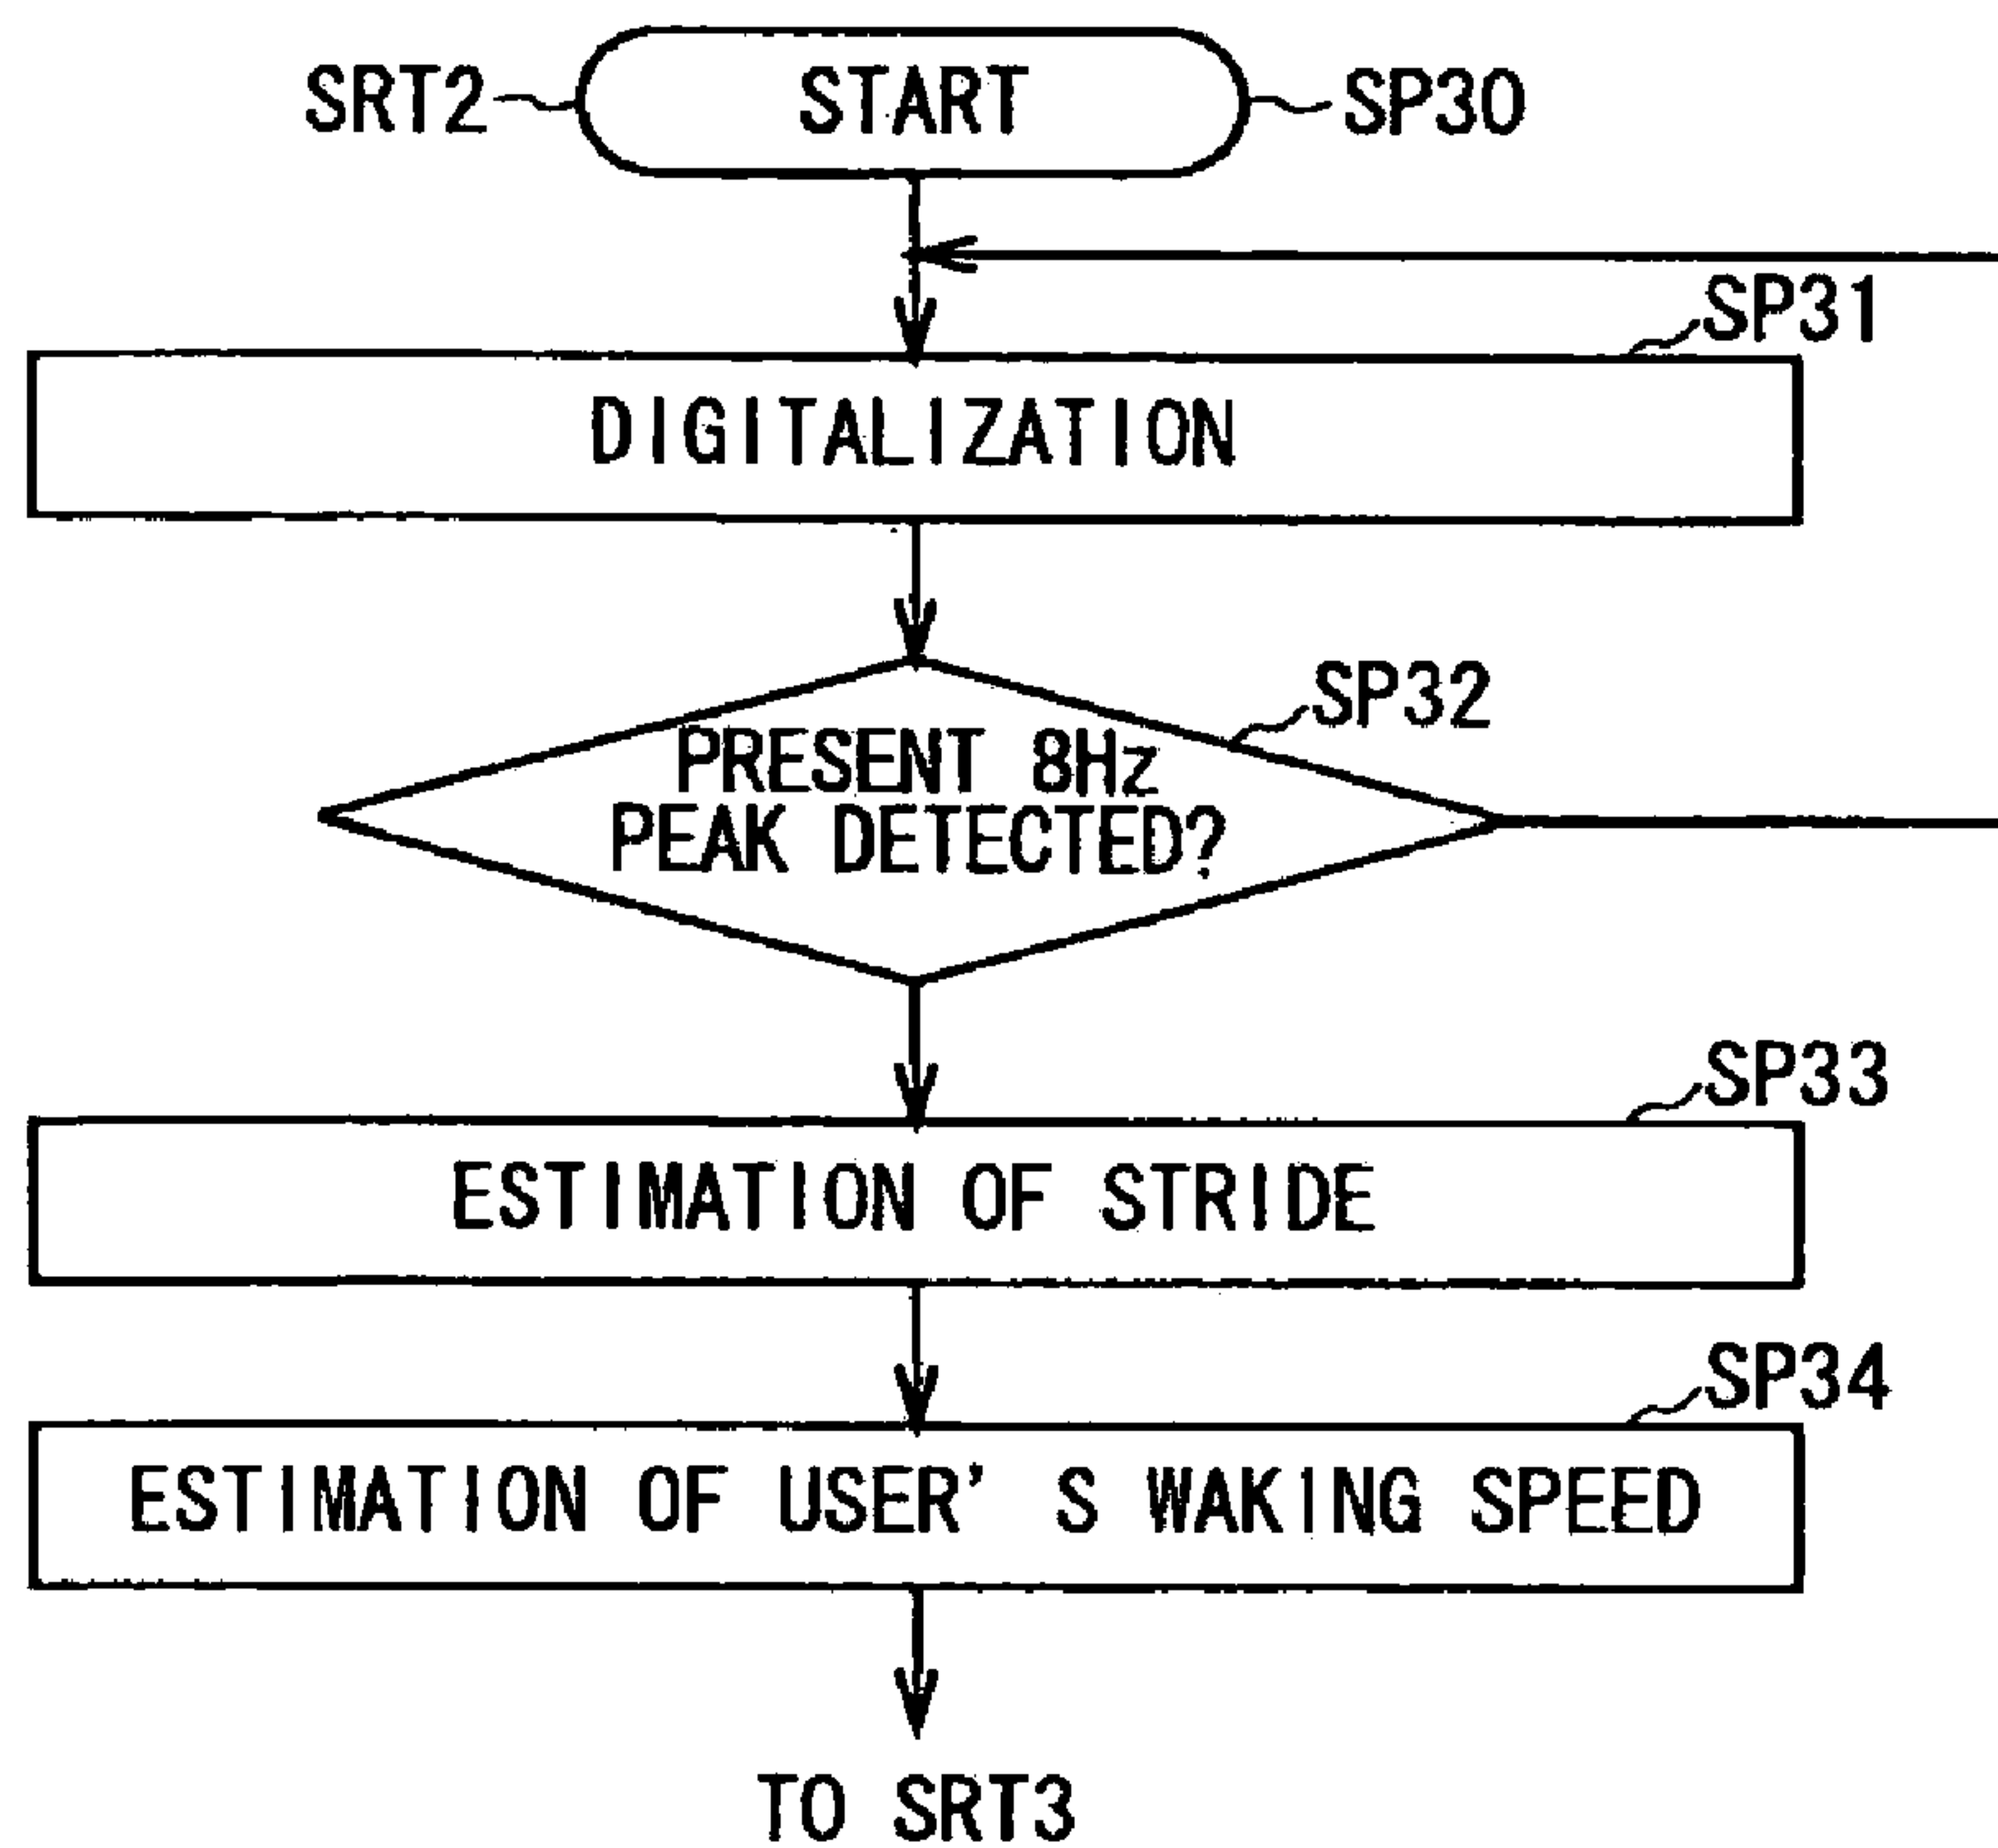 SRT2 START SP30
SP31
DIGITALIZATION
SP32
PRESENT 8Hz
PEAK DETECTED?
SP33
ESTIMATION OF STRIDE
SP34
ESTIMATION OF USER' S WAKING SPEED
TO SRT3